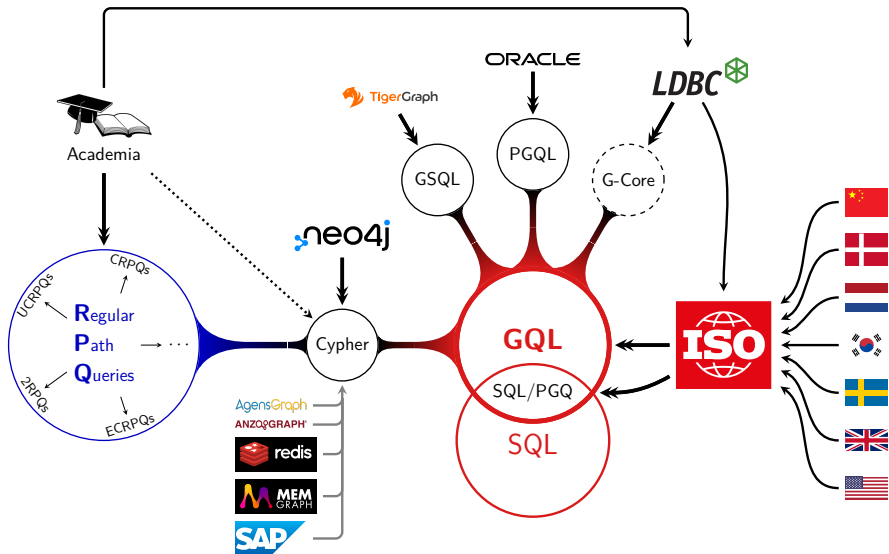 ORACLE
LDBC
TigerGraph
Academia
PGQL
GSQL
G-Core
neo4j
CRPQs
UCRPQs
Regular
Path
Queries
· · ·
2RPQs
ECRPQs
Cypher
GQL
SQL/PGQ
SQL
ISO
AgensGraph
ANZOGRAPH®
redis
MEM
GRAPH
SAP